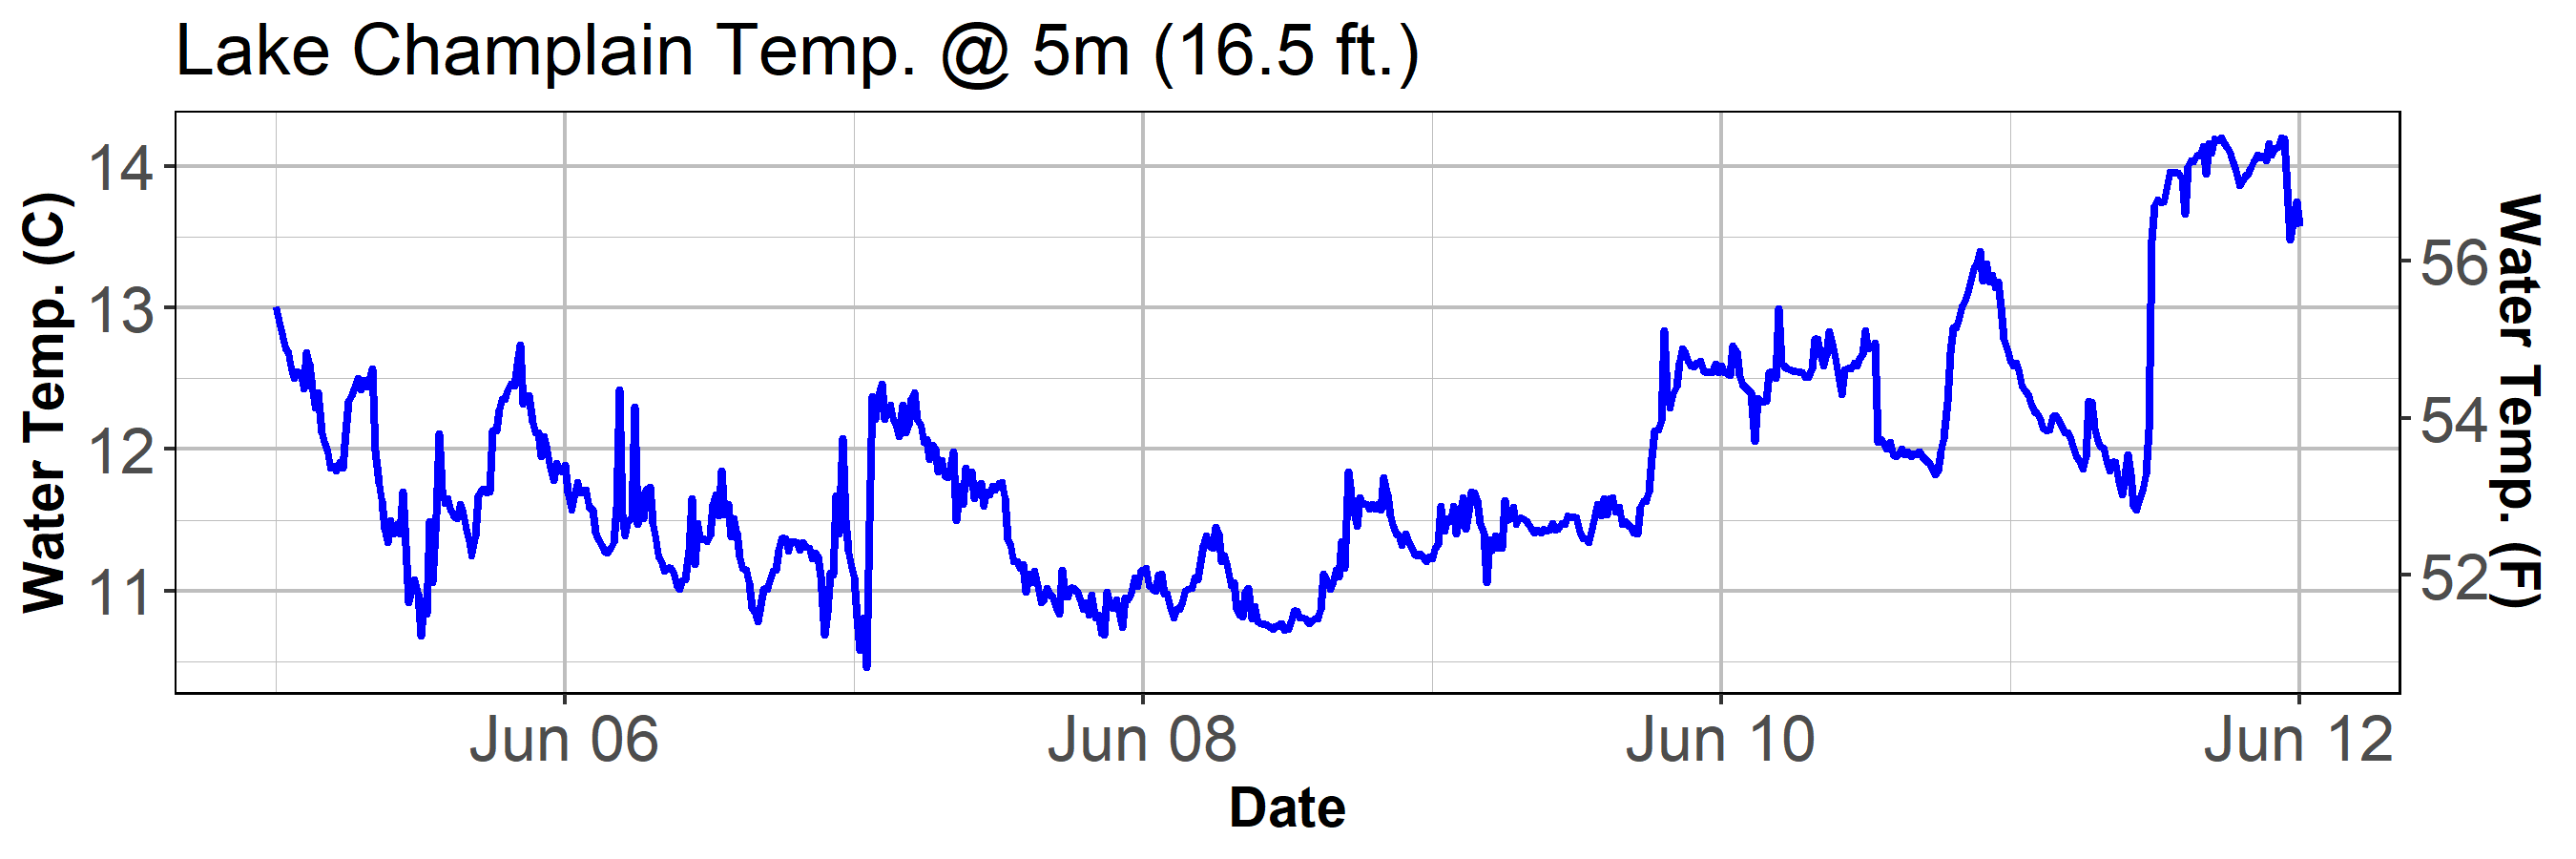 Lake Champlain Temp. @ 5m (16.5 ft.)
Water Temp. (C)
14
13
12
11
56
54
52
Water Temp. (F)
Jun 06
Jun 08
Jun 10
Jun 12
Date